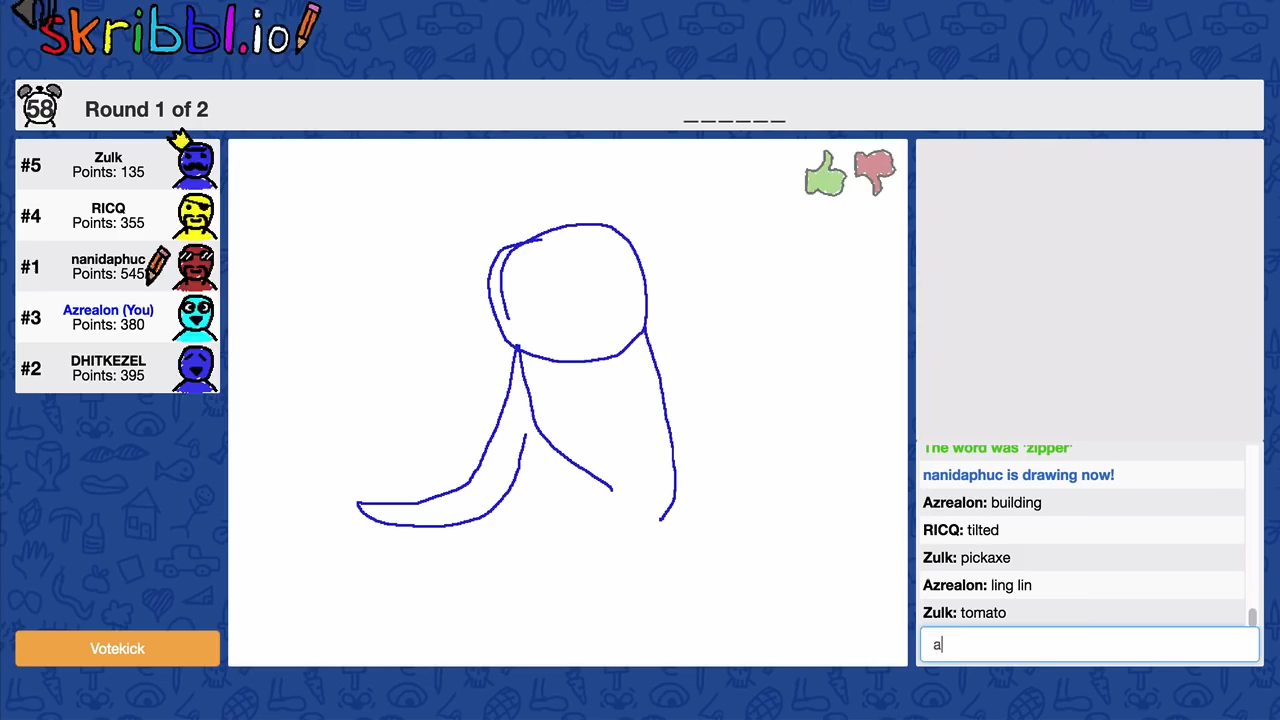 skribbl.io
58
Round 1 of 2
______
#5
Zulk
Points: 135
#4
RICQ
Points: 355
#1
nanidaphuc
Points: 545
#3
Azrealon (You)
Points: 380
#2
DHITKEZEL
Points: 395
Votekick
The word was 'zipper'
nanidaphuc is drawing now!
Azrealon: building
RICQ: tilted
Zulk: pickaxe
Azrealon: ling lin
Zulk: tomato
a